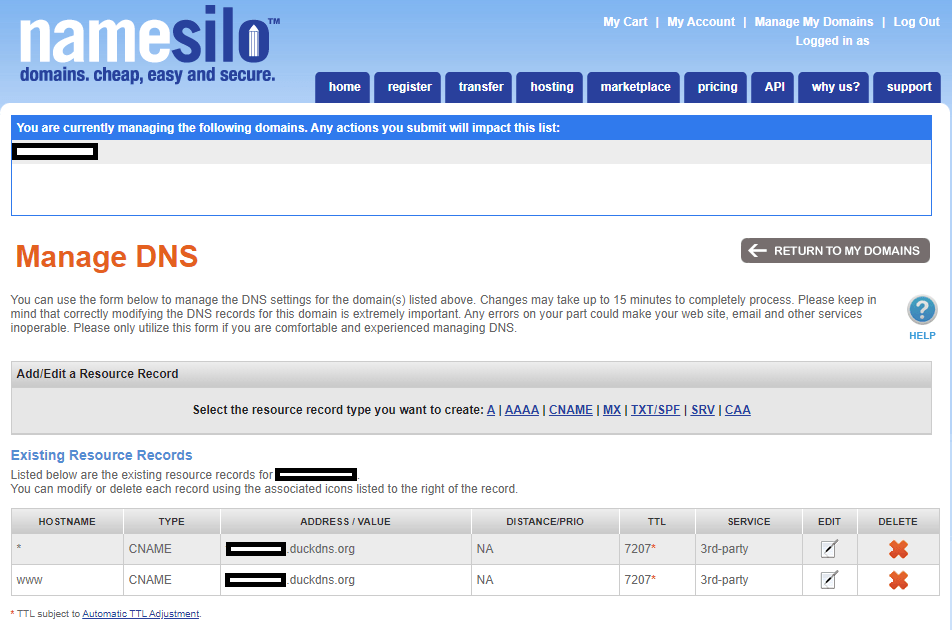 namesilo™
domains. cheap, easy and secure.
My Cart | My Account | Manage My Domains | Log Out
Logged in as
home register transfer hosting marketplace pricing API why us? support
You are currently managing the following domains. Any actions you submit will impact this list:
Manage DNS
RETURN TO MY DOMAINS
You can use the form below to manage the DNS settings for the domain(s) listed above. Changes may take up to 15 minutes to completely process. Please keep in
mind that correctly modifying the DNS records for this domain is extremely important. Any errors on your part could make your web site, email and other services
inoperable. Please only utilize this form if you are comfortable and experienced managing DNS.
?
HELP
Add/Edit a Resource Record
Select the resource record type you want to create: A | AAAA | CNAME | MX | TXT/SPF | SRV | CAA
Existing Resource Records
Listed below are the existing resource records for .
You can modify or delete each record using the associated icons listed to the right of the record.
HOSTNAME TYPE ADDRESS / VALUE DISTANCE/PRIO TTL SERVICE EDIT DELETE
* CNAME .duckdns.org NA 7207* 3rd-party
www CNAME .duckdns.org NA 7207* 3rd-party
* TTL subject to Automatic TTL Adjustment.